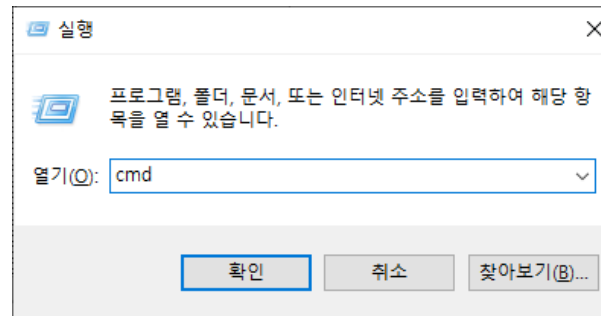 실행
프로그램, 폴더, 문서, 또는 인터넷 주소를 입력하여 해당 항
목을 열 수 있습니다.
열기(O): cmd
확인 취소 찾아보기(B)...